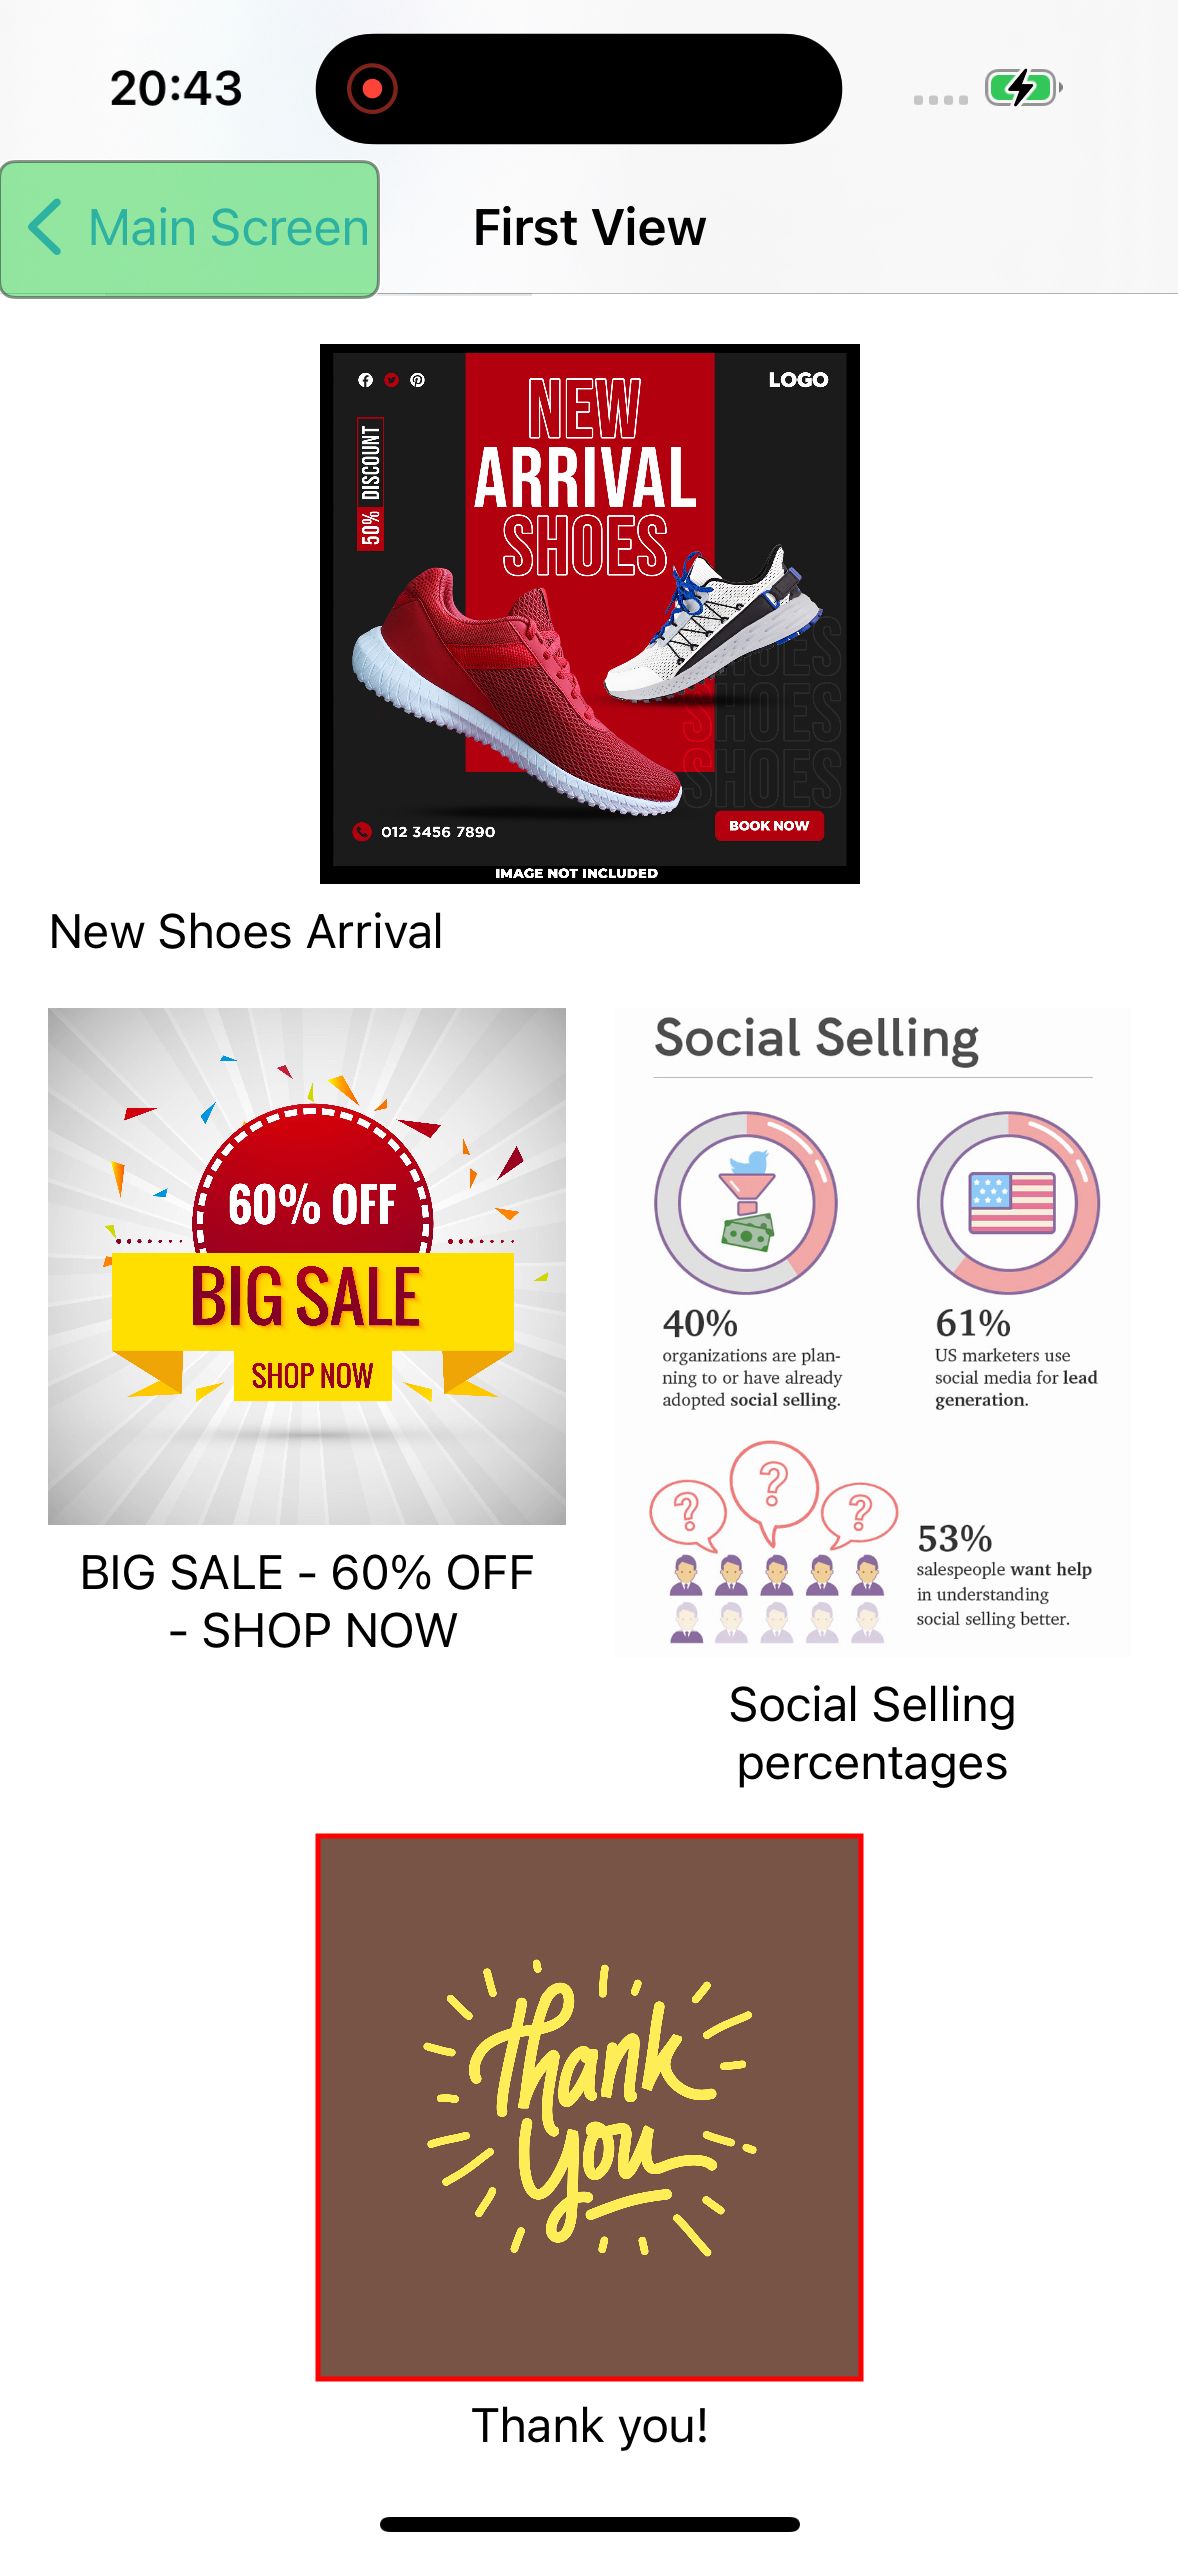 20:43
Main Screen
First View
LOGO
NEW
ARRIVAL
SHOES
50% DISCOUNT
SHOES
SHOES
SHOES
012 3456 7890
BOOK NOW
IMAGE NOT INCLUDED
New Shoes Arrival
60% OFF
BIG SALE
SHOP NOW
BIG SALE - 60% OFF
- SHOP NOW
Social Selling
40%
organizations are plan-
ning to or have already
adopted social selling.
61%
US marketers use
social media for lead
generation.
? ? ?
53%
salespeople want help
in understanding
social selling better.
Social Selling
percentages
Thank
you
Thank you!